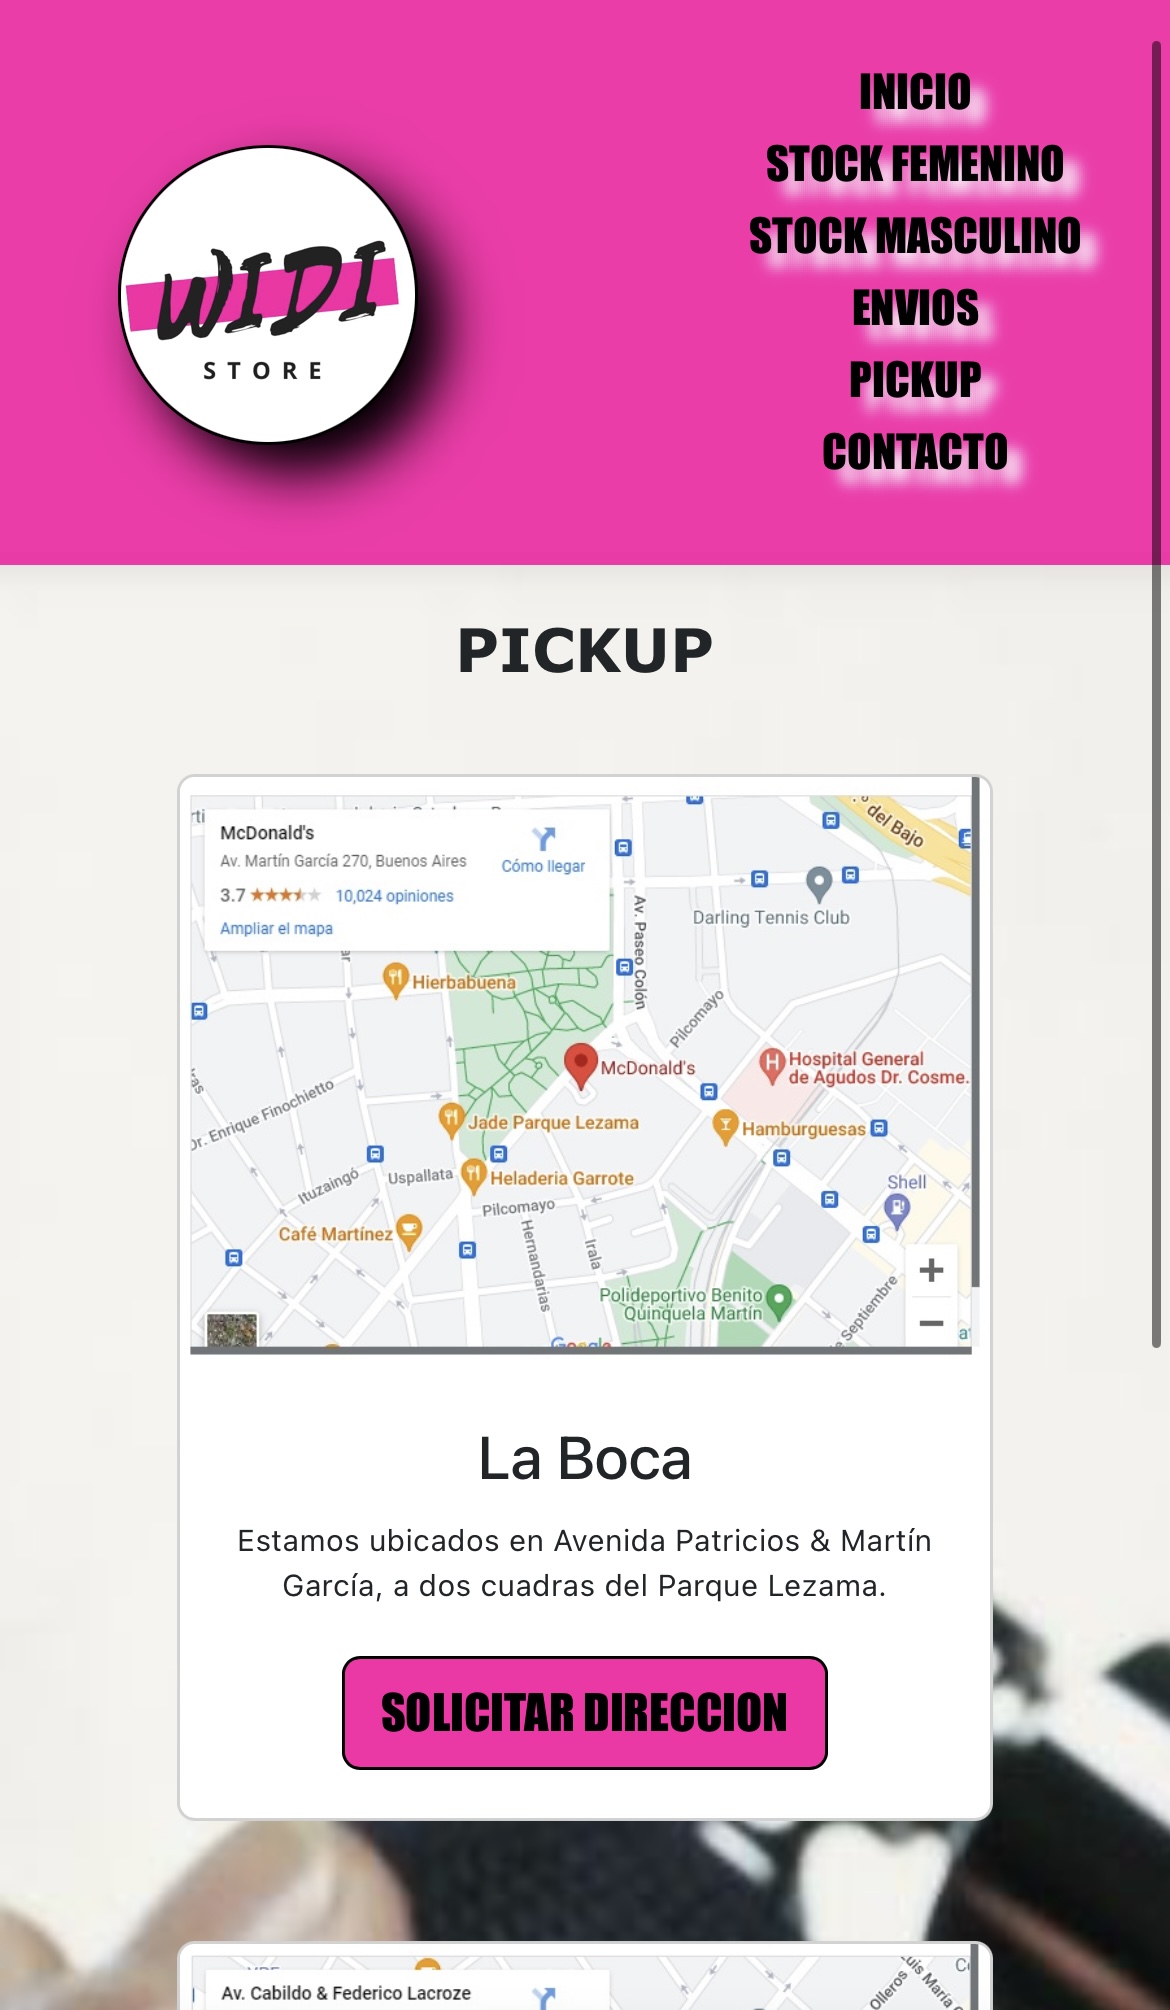 INICIO
STOCK FEMENINO
STOCK MASCULINO
ENVIOS
PICKUP
CONTACTO
WIDI
STORE
PICKUP
McDonald's
Av. Martín García 270, Buenos Aires
3.7
10,024 opiniones
Cómo llegar
Ampliar el mapa
del Bajo
Darling Tennis Club
Av. Paseo Colón
Hierbabuena
Pilcomayo
McDonald's
Hospital General
de Agudos Dr. Cosme.
Dr. Enrique Finochietto
Jade Parque Lezama
Hamburguesas
Ituzaingó
Uspallata
Heladeria Garrote
Shell
Pilcomayo
Café Martínez
Hernandarias
Irala
Polideportivo Benito
Quinquela Martín
Septiembre
+
−
Google
La Boca
Estamos ubicados en Avenida Patricios & Martín
García, a dos cuadras del Parque Lezama.
SOLICITAR DIRECCION
Av. Cabildo & Federico Lacroze
Olleros
Luis María